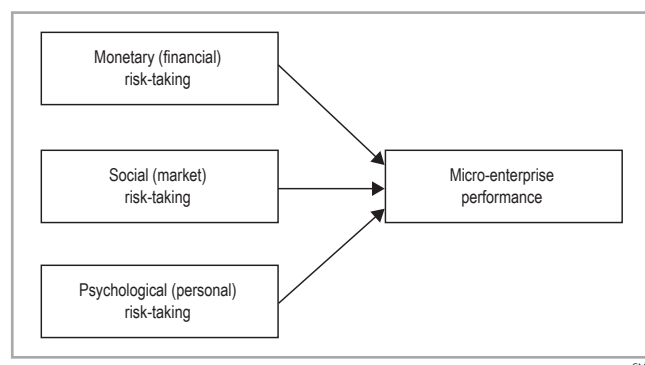 Monetary (financial)
risk-taking
Social (market)
risk-taking
Micro-enterprise
performance
Psychological (personal)
risk-taking